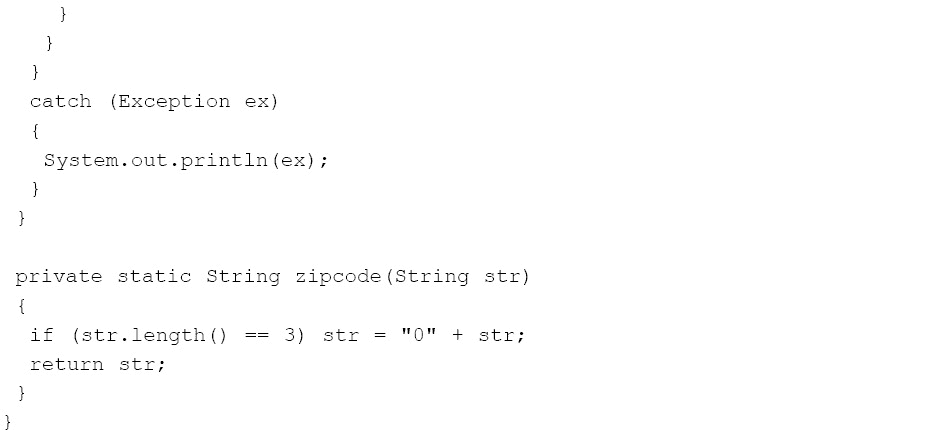 }
   }
  }
  catch (Exception ex)
  {
   System.out.println(ex);
  }
 }

 private static String zipcode(String str)
 {
  if (str.length() == 3) str = "0" + str;
  return str;
 }
}